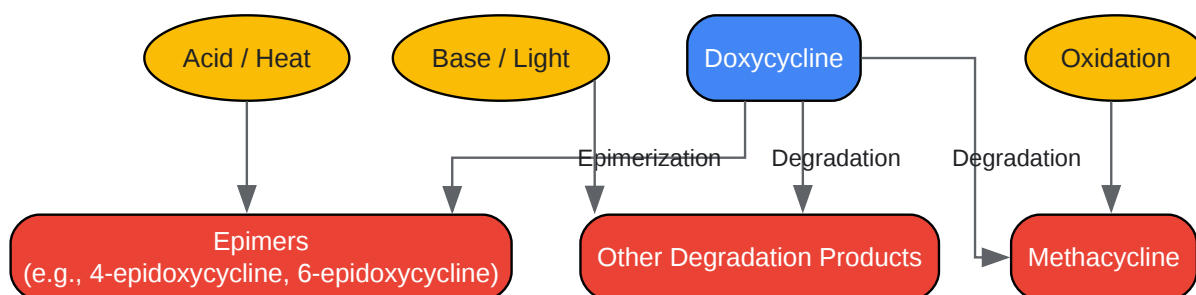 Acid / Heat
Base / Light
Doxycycline
Oxidation
Epimerization
Degradation
Degradation
Epimers
(e.g., 4-epidoxycycline, 6-epidoxycycline)
Other Degradation Products
Methacycline